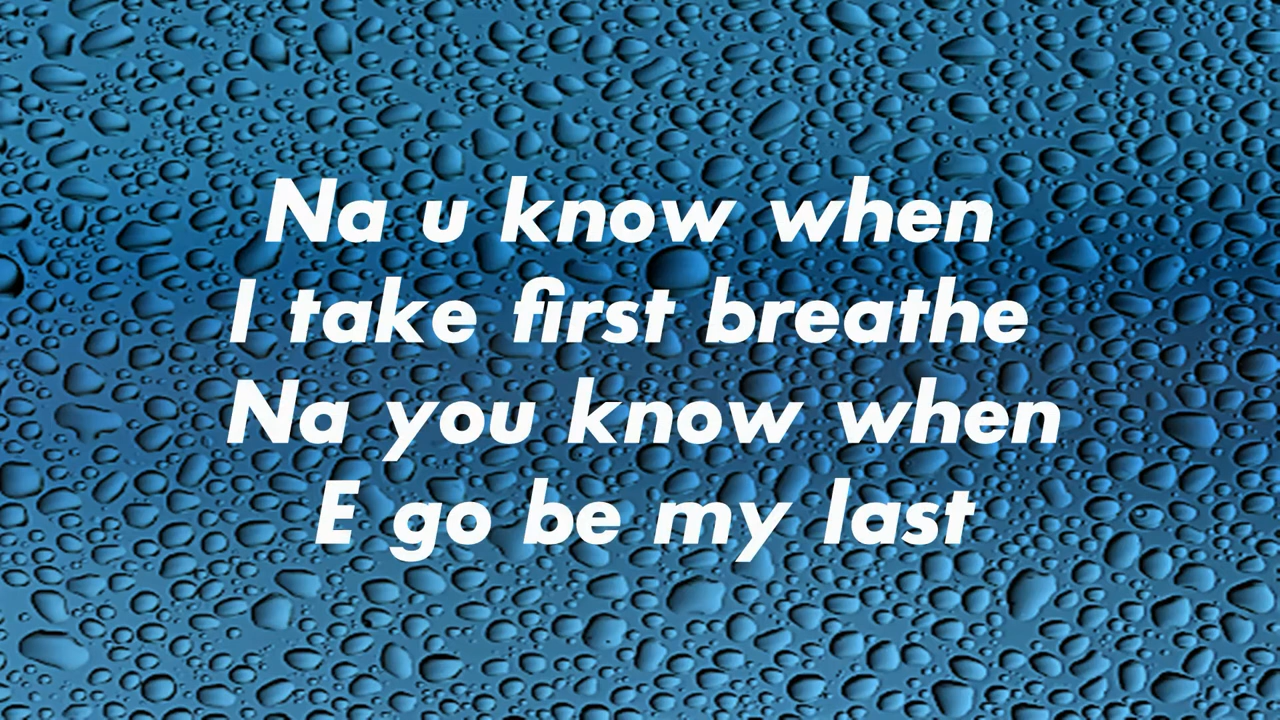 Na u know when
I take first breathe
Na you know when
E go be my last